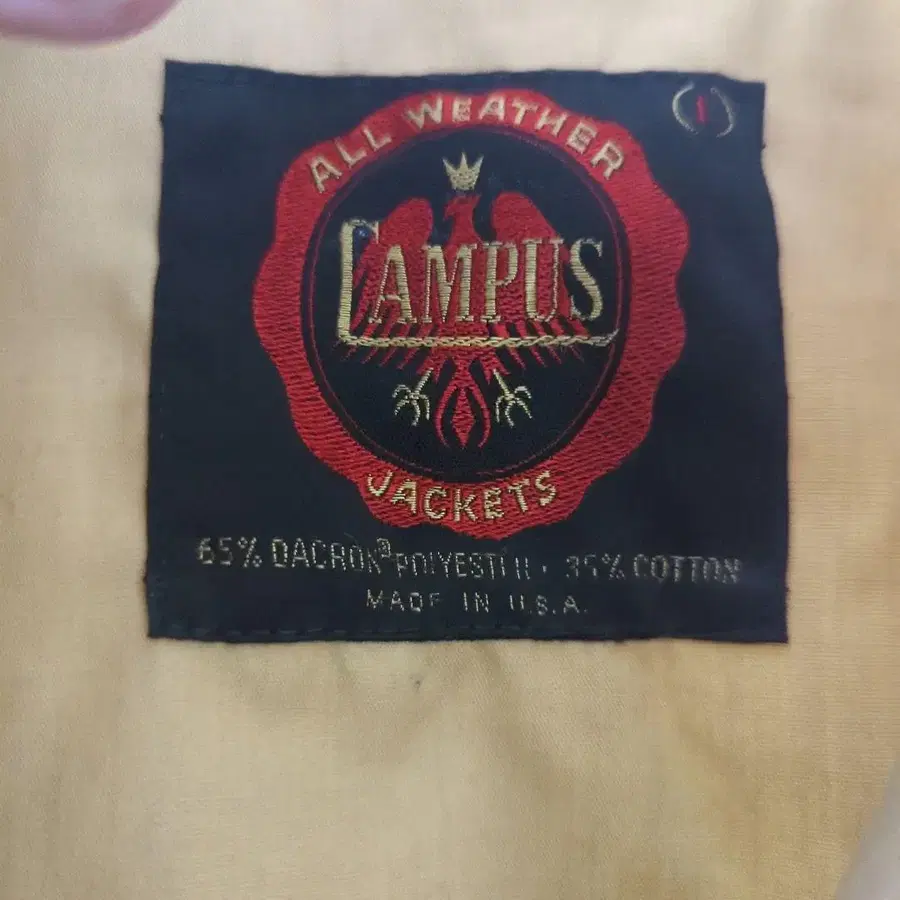 ALL WEATHER
CAMPUS
JACKETS
65% DACRON® POLYESTER · 35% COTTON
MADE IN U.S.A.